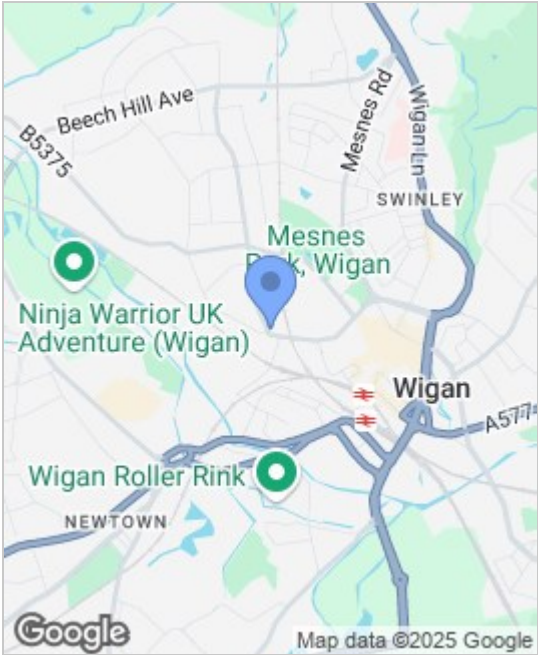 Beech Hill Ave
B5375
Mesnes Rd
Wigan Ln
SWINLEY
Mesnes
Park, Wigan
Ninja Warrior UK
Adventure (Wigan)
Wigan
A577
Wigan Roller Rink
NEWTOWN
Google
Map data ©2025 Google